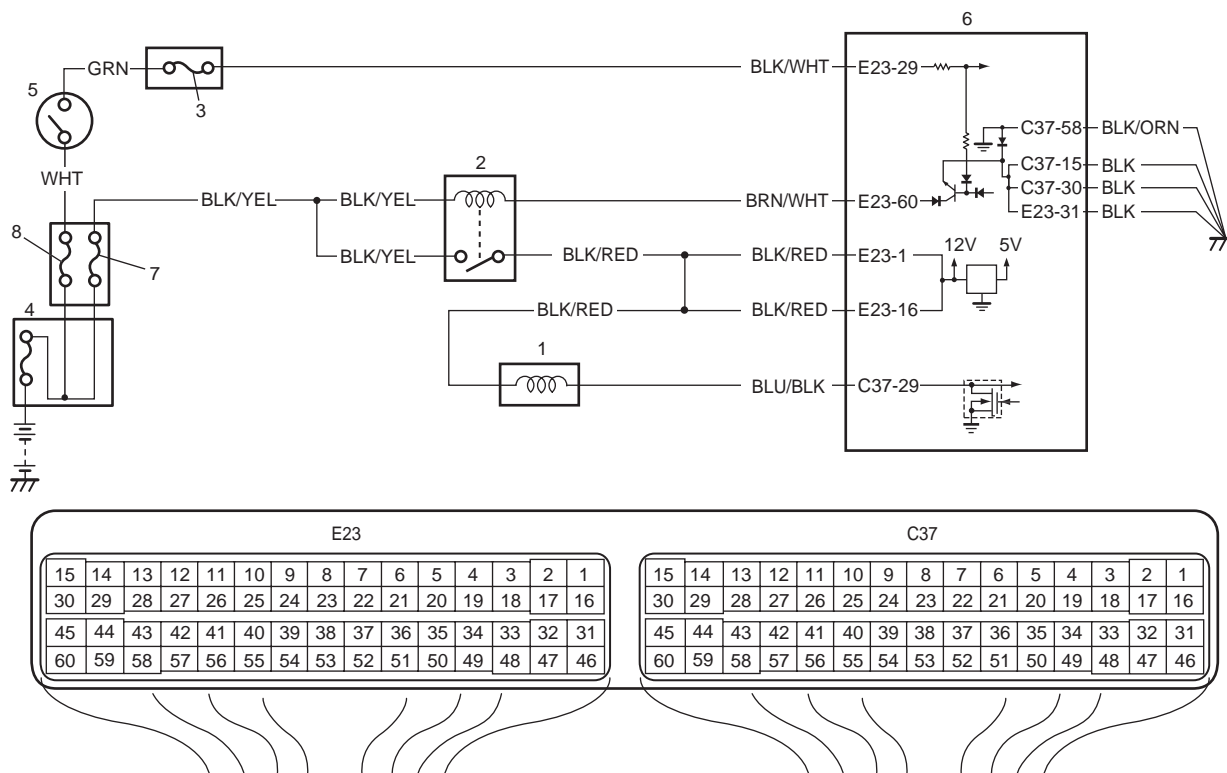 6
GRN
BLK/WHT
E23-29
5
3
C37-58
BLK/ORN
WHT
2
C37-15
BLK
BLK/YEL
BLK/YEL
BRN/WHT
E23-60
C37-30
BLK
E23-31
BLK
8
7
BLK/YEL
BLK/RED
BLK/RED
E23-1
12V
5V
4
BLK/RED
BLK/RED
E23-16
1
BLU/BLK
C37-29
E23
C37
15 14 13 12 11 10 9 8 7 6 5 4 3 2 1
15 14 13 12 11 10 9 8 7 6 5 4 3 2 1
30 29 28 27 26 25 24 23 22 21 20 19 18 17 16
30 29 28 27 26 25 24 23 22 21 20 19 18 17 16
45 44 43 42 41 40 39 38 37 36 35 34 33 32 31
45 44 43 42 41 40 39 38 37 36 35 34 33 32 31
60 59 58 57 56 55 54 53 52 51 50 49 48 47 46
60 59 58 57 56 55 54 53 52 51 50 49 48 47 46